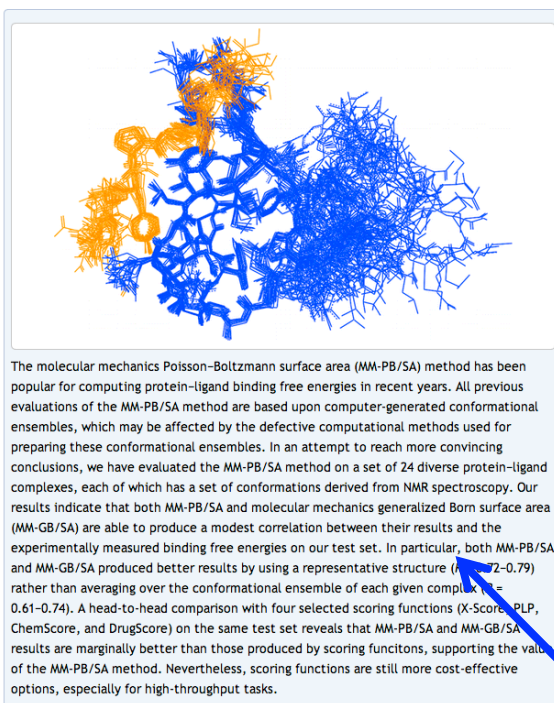 The molecular mechanics Poisson–Boltzmann surface area (MM-PB/SA) method has been
popular for computing protein–ligand binding free energies in recent years. All previous
evaluations of the MM-PB/SA method are based upon computer-generated conformational
ensembles, which may be affected by the defective computational methods used for
preparing these conformational ensembles. In an attempt to reach more convincing
conclusions, we have evaluated the MM-PB/SA method on a set of 24 diverse protein–ligand
complexes, each of which has a set of conformations derived from NMR spectroscopy. Our
results indicate that both MM-PB/SA and molecular mechanics generalized Born surface area
(MM-GB/SA) are able to produce a modest correlation between their results and the
experimentally measured binding free energies on our test set. In particular, both MM-PB/SA
and MM-GB/SA produced better results by using a representative structure (
72–0.79)
rather than averaging over the conformational ensemble of each given complex
=
0.61–0.74). A head-to-head comparison with four selected scoring functions (X-Score, PLP,
ChemScore, and DrugScore) on the same test set reveals that MM-PB/SA and MM-GB/SA
results are marginally better than those produced by scoring funcitons, supporting the
of the MM-PB/SA method. Nevertheless, scoring functions are still more cost-effective
options, especially for high-throughput tasks.